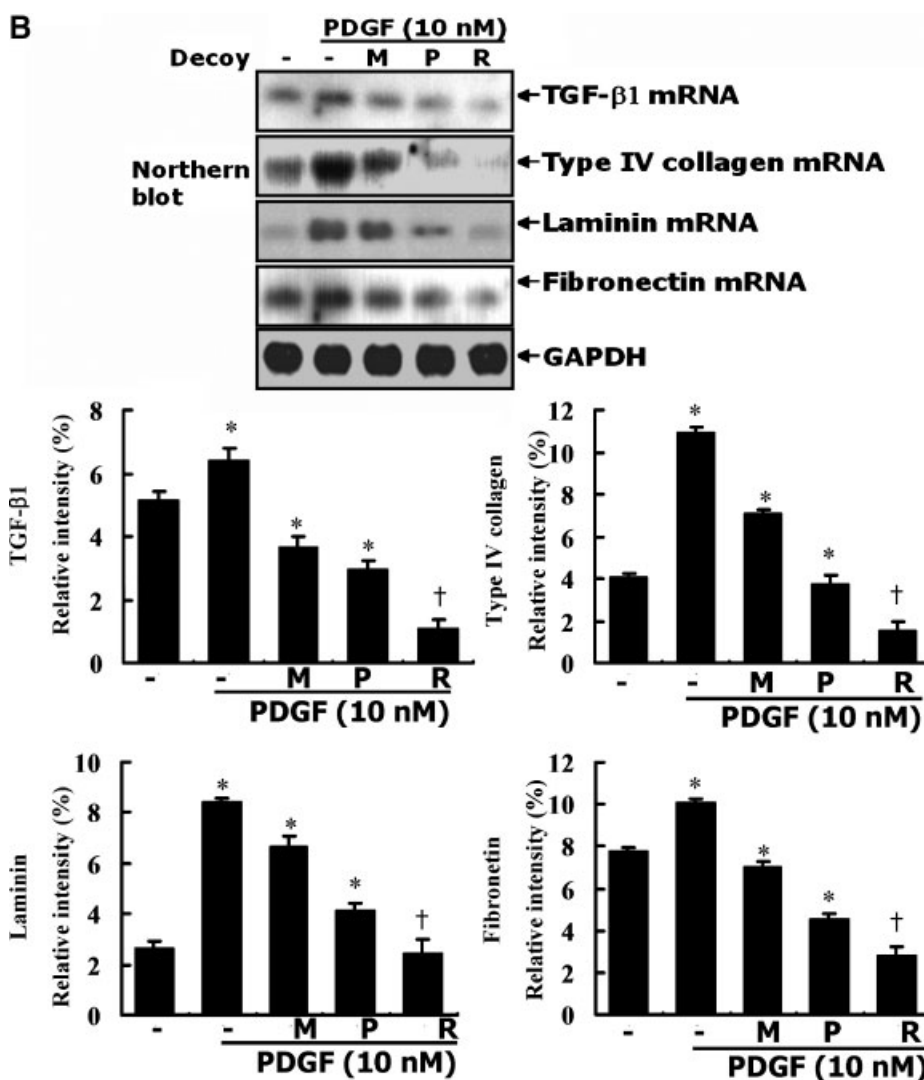 B
PDGF (10 nM)
Decoy - - M P R
Northern blot
←TGF-β1 mRNA
←Type IV collagen mRNA
←Laminin mRNA
←Fibronectin mRNA
←GAPDH
TGF-β1
Relative intensity (%)
8
6
4
2
0
*
*
*
†
- - M P R
PDGF (10 nM)
Type IV collagen
Relative intensity (%)
12
10
8
6
4
2
0
*
*
*
†
- - M P R
PDGF (10 nM)
Laminin
Relative intensity (%)
10
8
6
4
2
0
*
*
*
†
- - M P R
PDGF (10 nM)
Fibronetin
Relative intensity (%)
12
10
8
6
4
2
0
*
*
*
†
- - M P R
PDGF (10 nM)